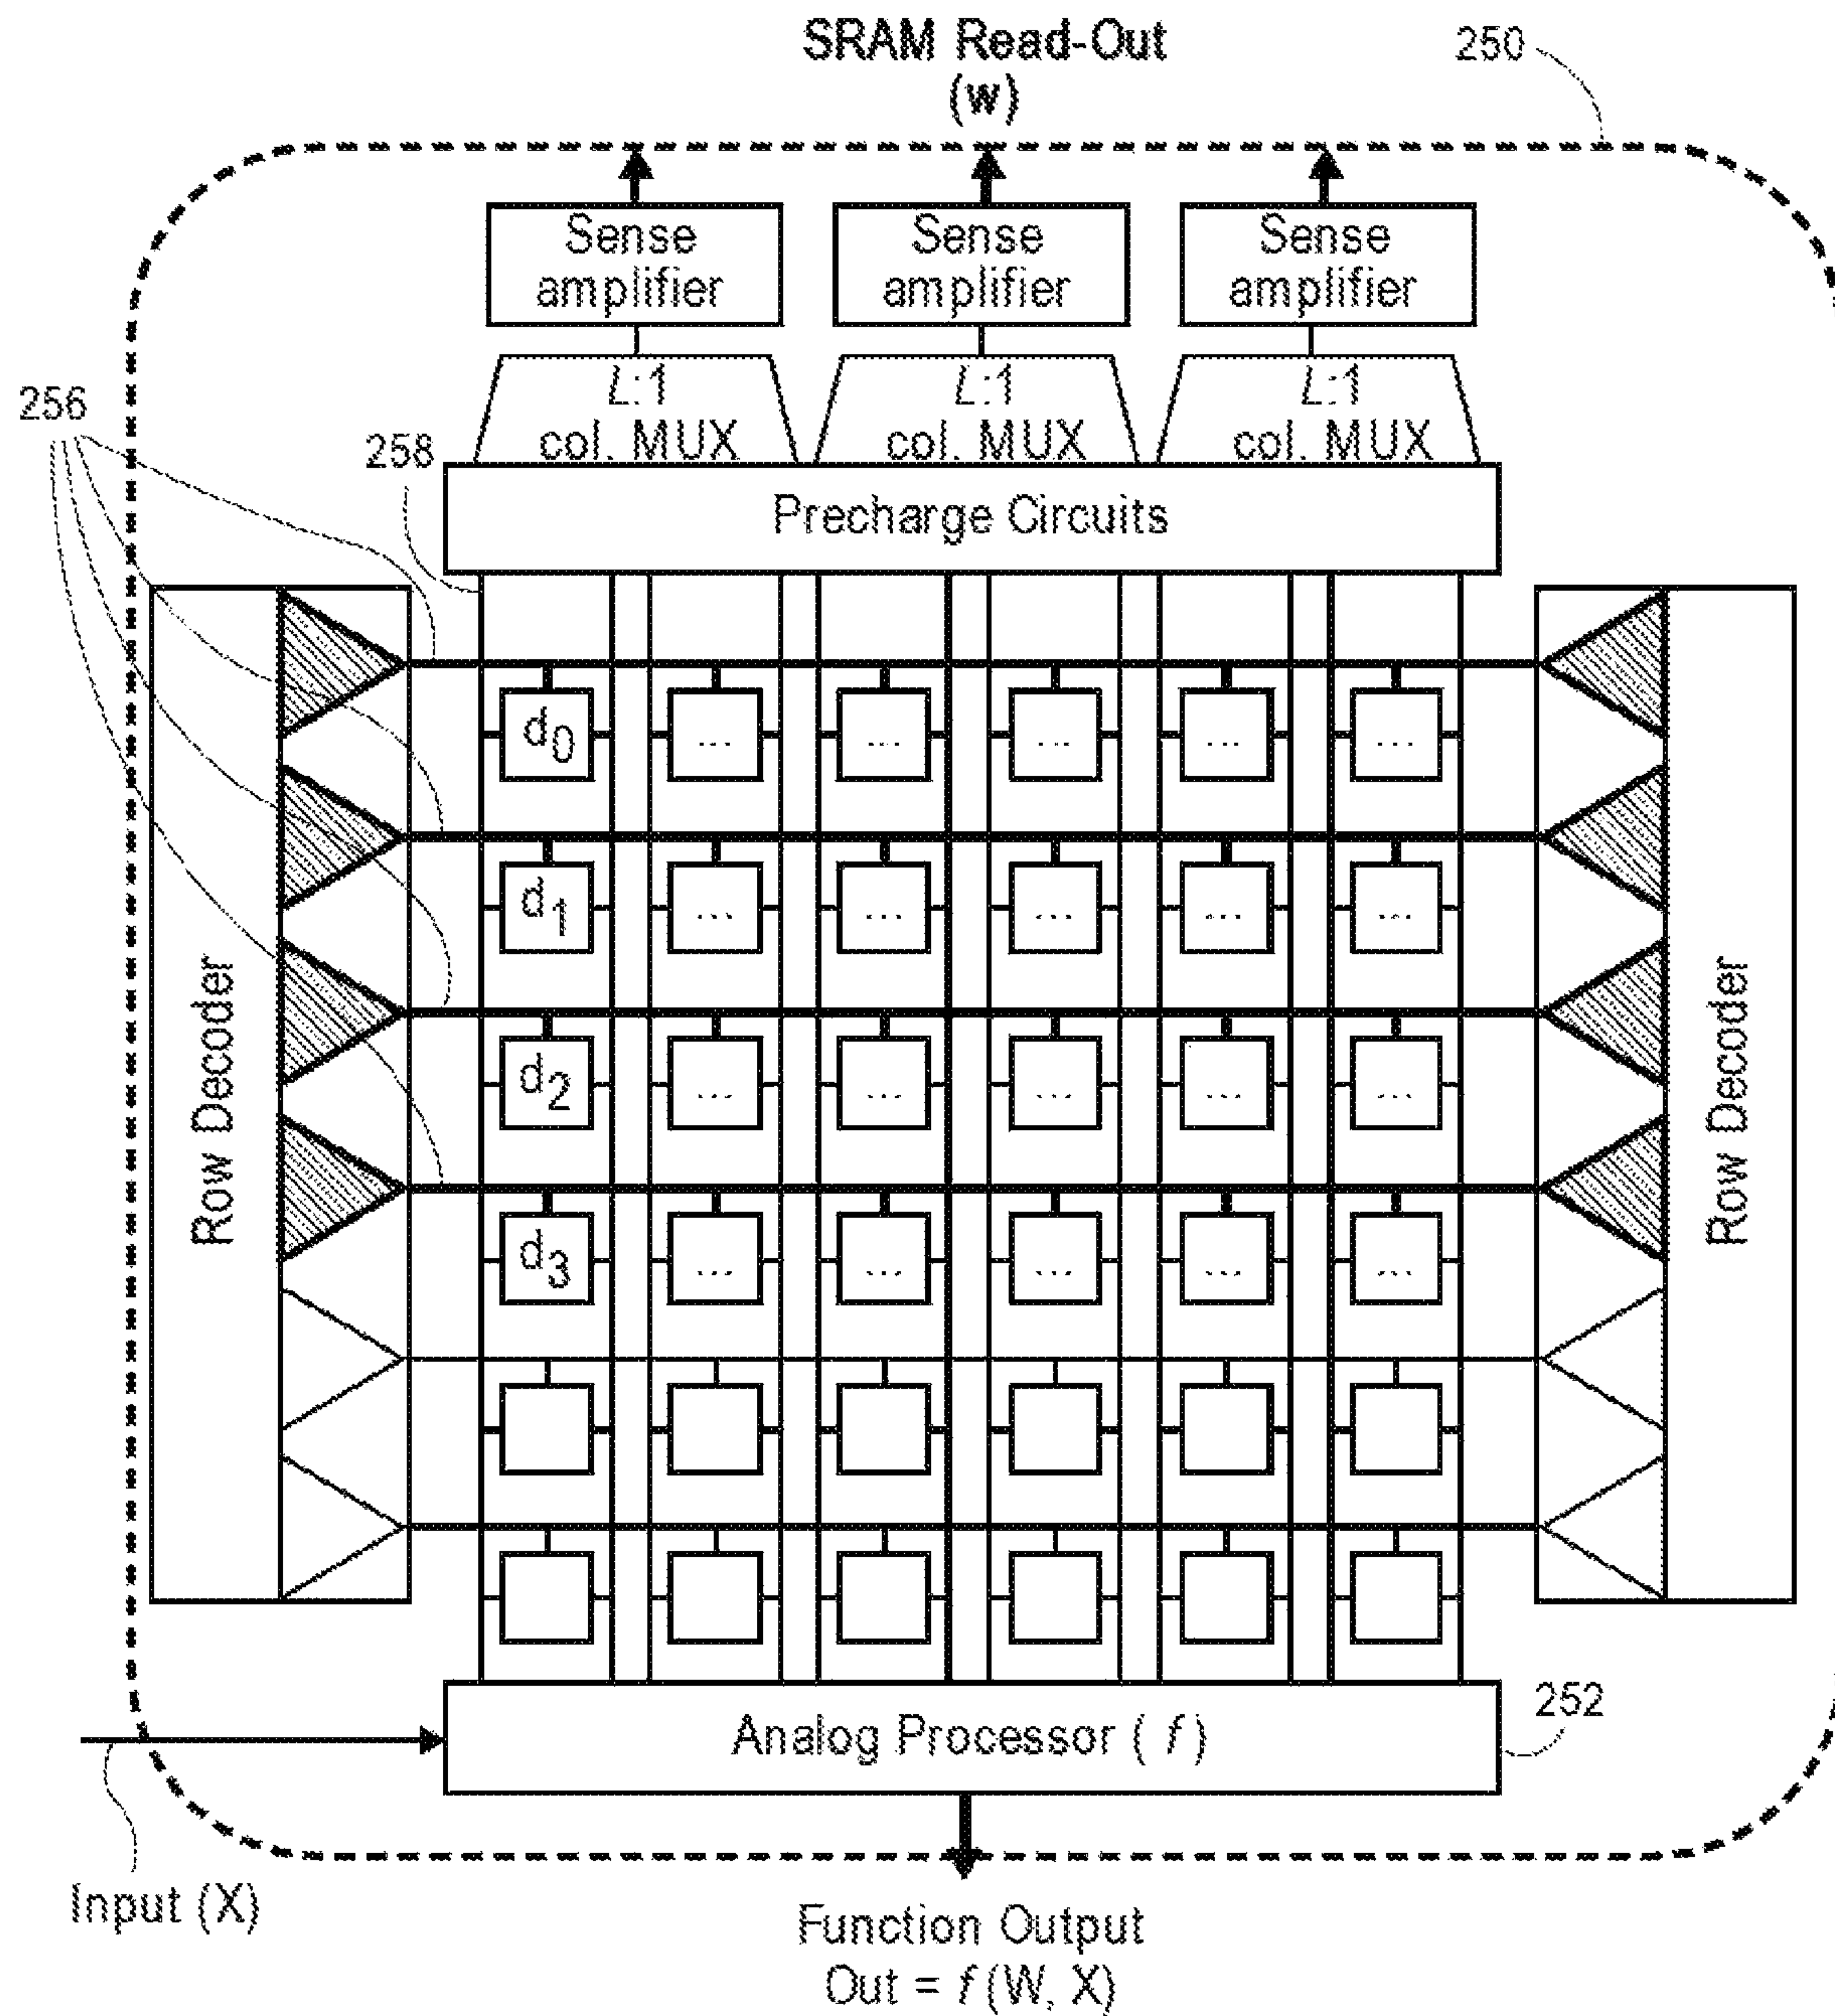 SRAM Read-Out
(w)
250
Sense
amplifier
Sense
amplifier
Sense
amplifier
L:1
col. MUX
L:1
col. MUX
L:1
col. MUX
256
258
Precharge Circuits
Row Decoder
Row Decoder
d0
...
...
...
...
...
d1
...
...
...
...
...
d2
...
...
...
...
...
d3
...
...
...
...
...
Analog Processor ( f )
252
Input (X)
Function Output
Out = f (W, X)